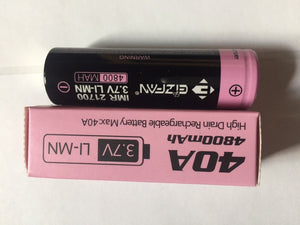 WARNING
EIZFAN
IMR 21700
3.7V LI-MN
4800 MAH
40A
4800mAh
High Drain Rechargeable Battery Max:40A
3.7V LI-MN